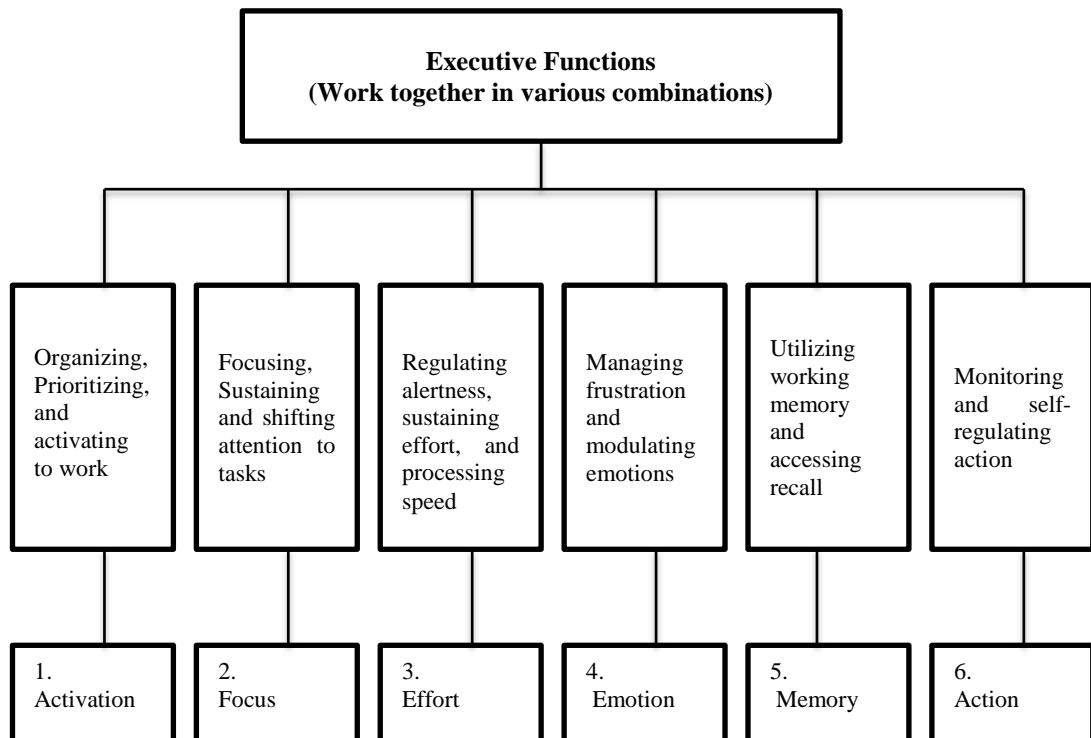 Executive Functions
(Work together in various combinations)
Organizing,
Prioritizing,
and
activating
to work
Focusing,
Sustaining
and shifting
attention to
tasks
Regulating
alertness,
sustaining
effort, and
processing
speed
Managing
frustration
and
modulating
emotions
Utilizing
working
memory
and
accessing
recall
Monitoring
and self-
regulating
action
1.
Activation
2.
Focus
3.
Effort
4.
Emotion
5.
Memory
6.
Action